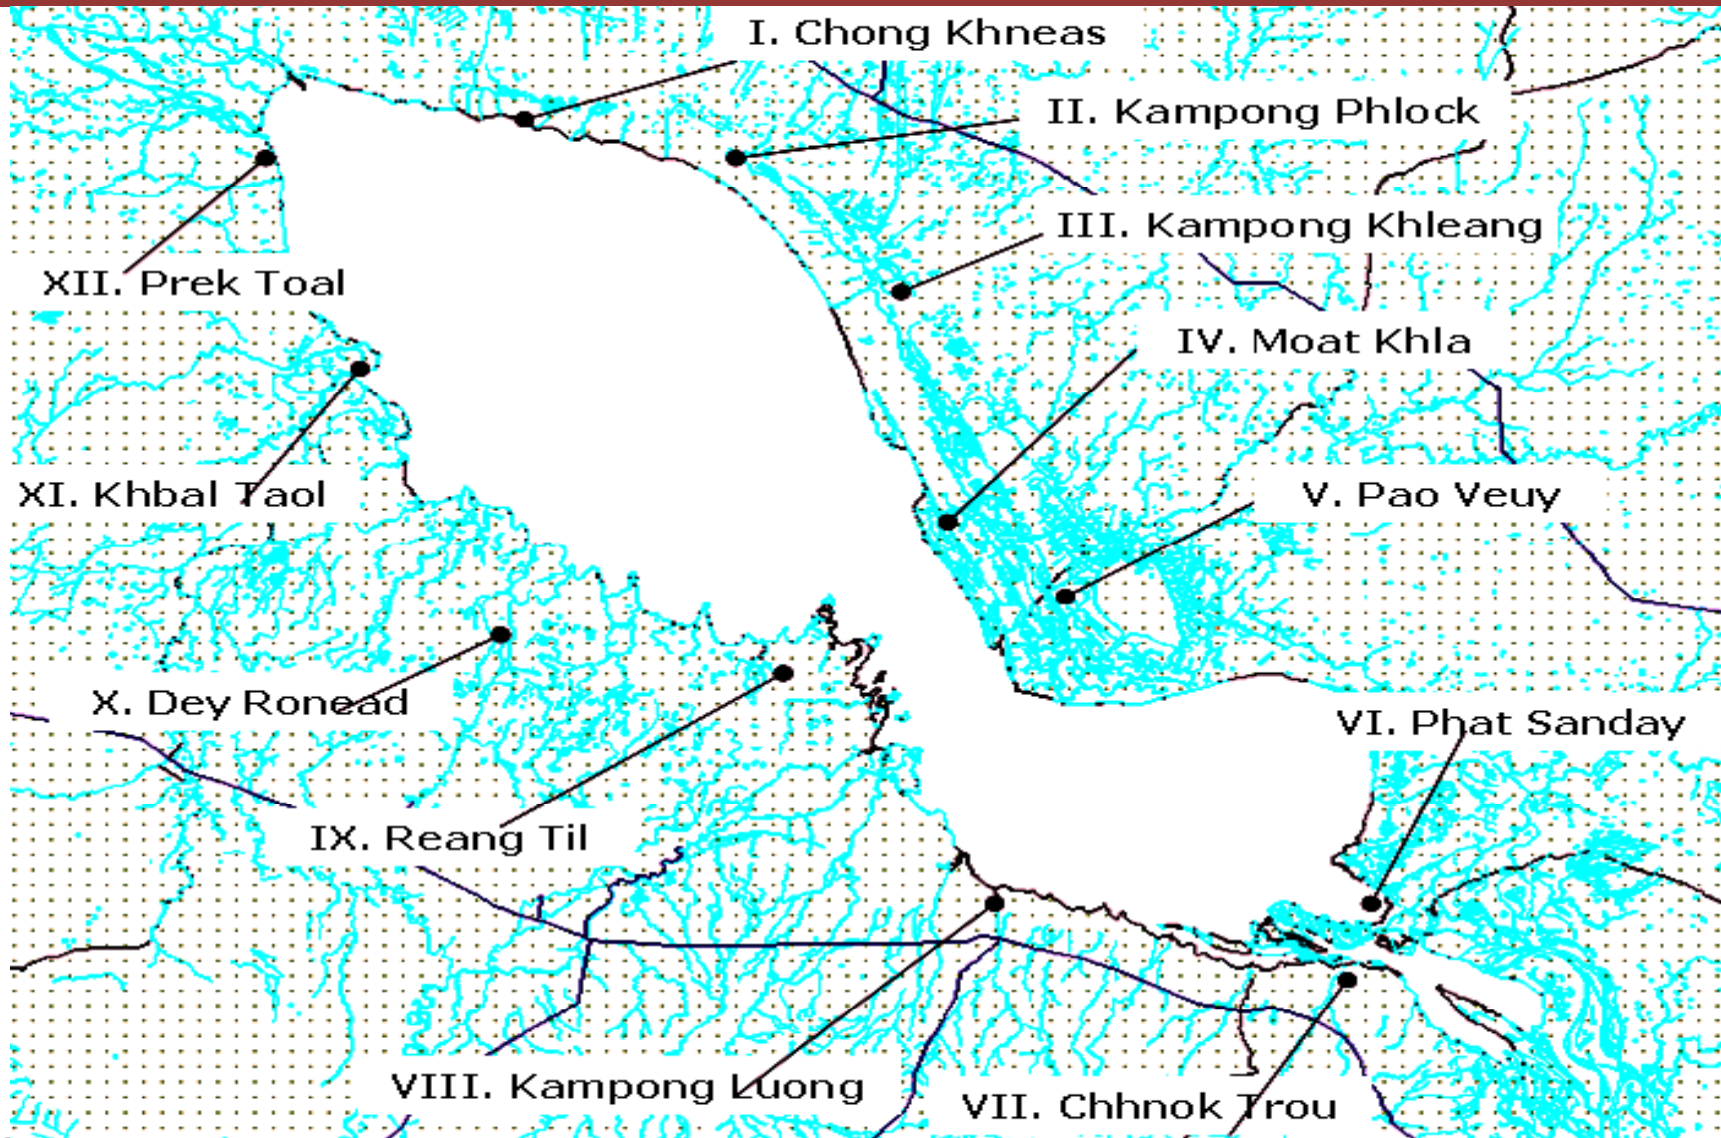 I. Chong Khneas
II. Kampong Phlock
III. Kampong Khleang
XII. Prek Toal
IV. Moat Khla
XI. Khbal Taol
V. Pao Veuy
X. Dey Ronead
VI. Phat Sanday
IX. Reang Til
VIII. Kampong Luong
VII. Chhnok Trou